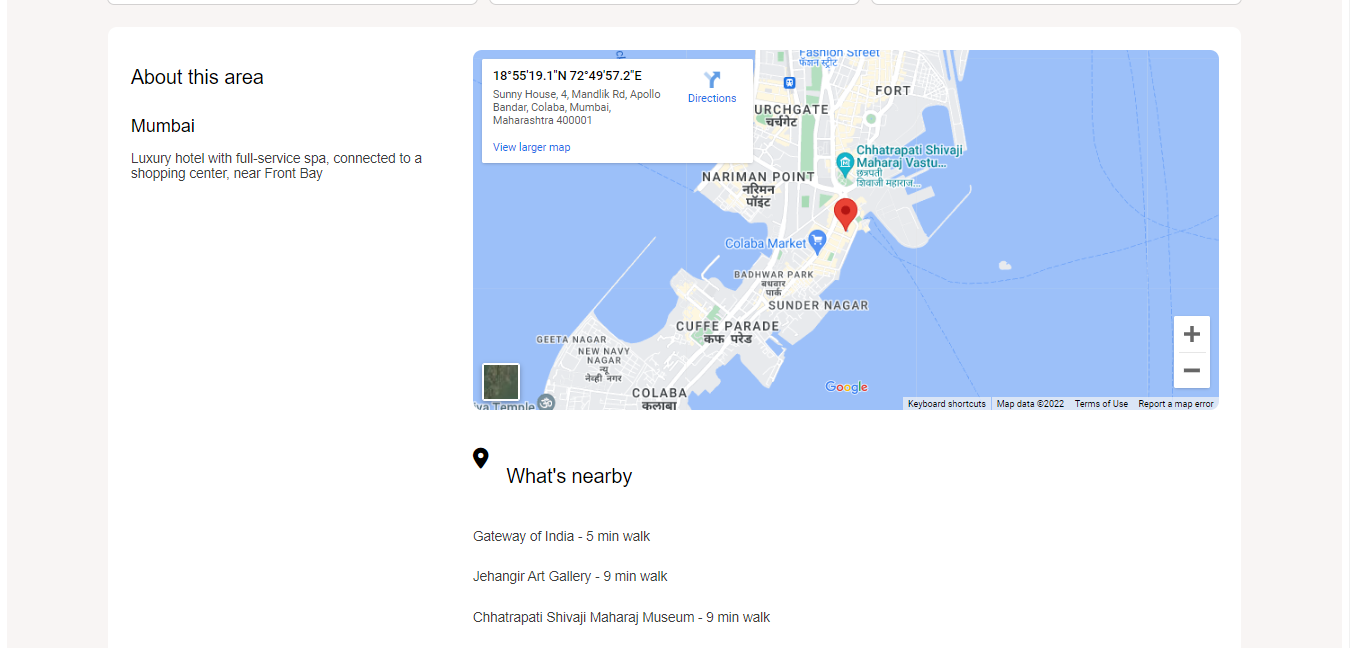 About this area
Mumbai
Luxury hotel with full-service spa, connected to a
shopping center, near Front Bay
18°55'19.1"N 72°49'57.2"E
Sunny House, 4, Mandlik Rd, Apollo
Bandar, Colaba, Mumbai,
Maharashtra 400001
View larger map
Directions
Fashion Street
फॅशन स्ट्रीट
FORT
URCHGATE
चर्चगेट
Chhatrapati Shivaji
Maharaj Vastu...
छत्रपती
शिवाजी महाराज...
NARIMAN POINT
नरिमन
पॉइंट
Colaba Market
BADHWAR PARK
बधवार
पार्क
SUNDER NAGAR
CUFFE PARADE
कफ परेड
GEETA NAGAR
NEW NAVY
NAGAR
न्यू
नेव्ही नगर
COLABA
कुलाबा
iva Temple
Google
Keyboard shortcuts
Map data ©2022
Terms of Use
Report a map error
What's nearby
Gateway of India - 5 min walk
Jehangir Art Gallery - 9 min walk
Chhatrapati Shivaji Maharaj Museum - 9 min walk